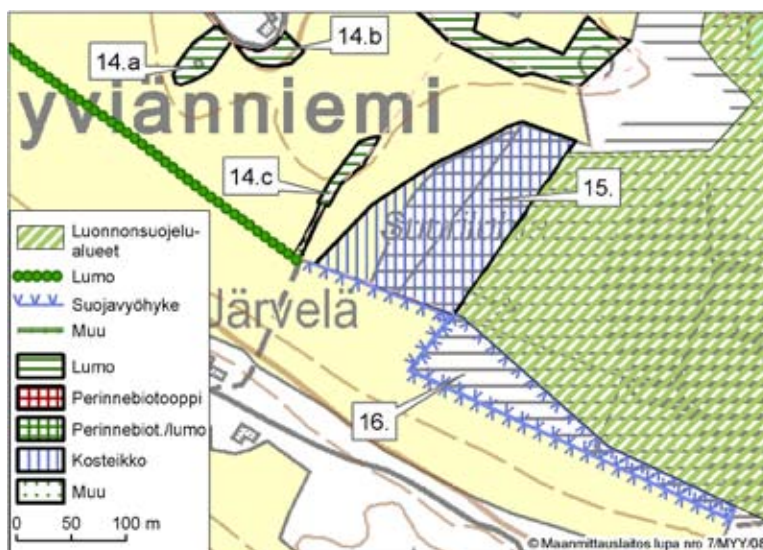 14.a
14.b
yviänniemi
14.c
15.
Järvelä
16.
Luonnonsuojelu-
alueet
Lumo
Suojavyöhyke
Muu
Lumo
Perinnebiotooppi
Perinnebiot./lumo
Kosteikko
Muu
0 50 100 m
© Maanmittauslaitos lupa nro 7/MYY/08